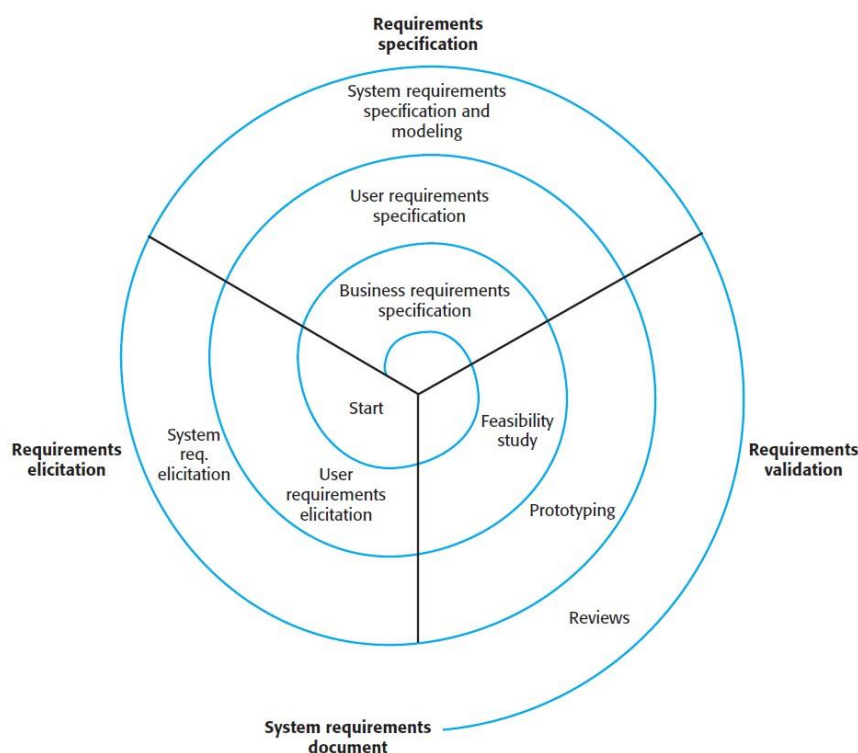 Requirements
specification
System requirements
specification and
modeling
User requirements
specification
Business requirements
specification
Start
Feasibility
study
Requirements
elicitation
System
req.
elicitation
User
requirements
elicitation
Requirements
validation
Prototyping
Reviews
System requirements
document